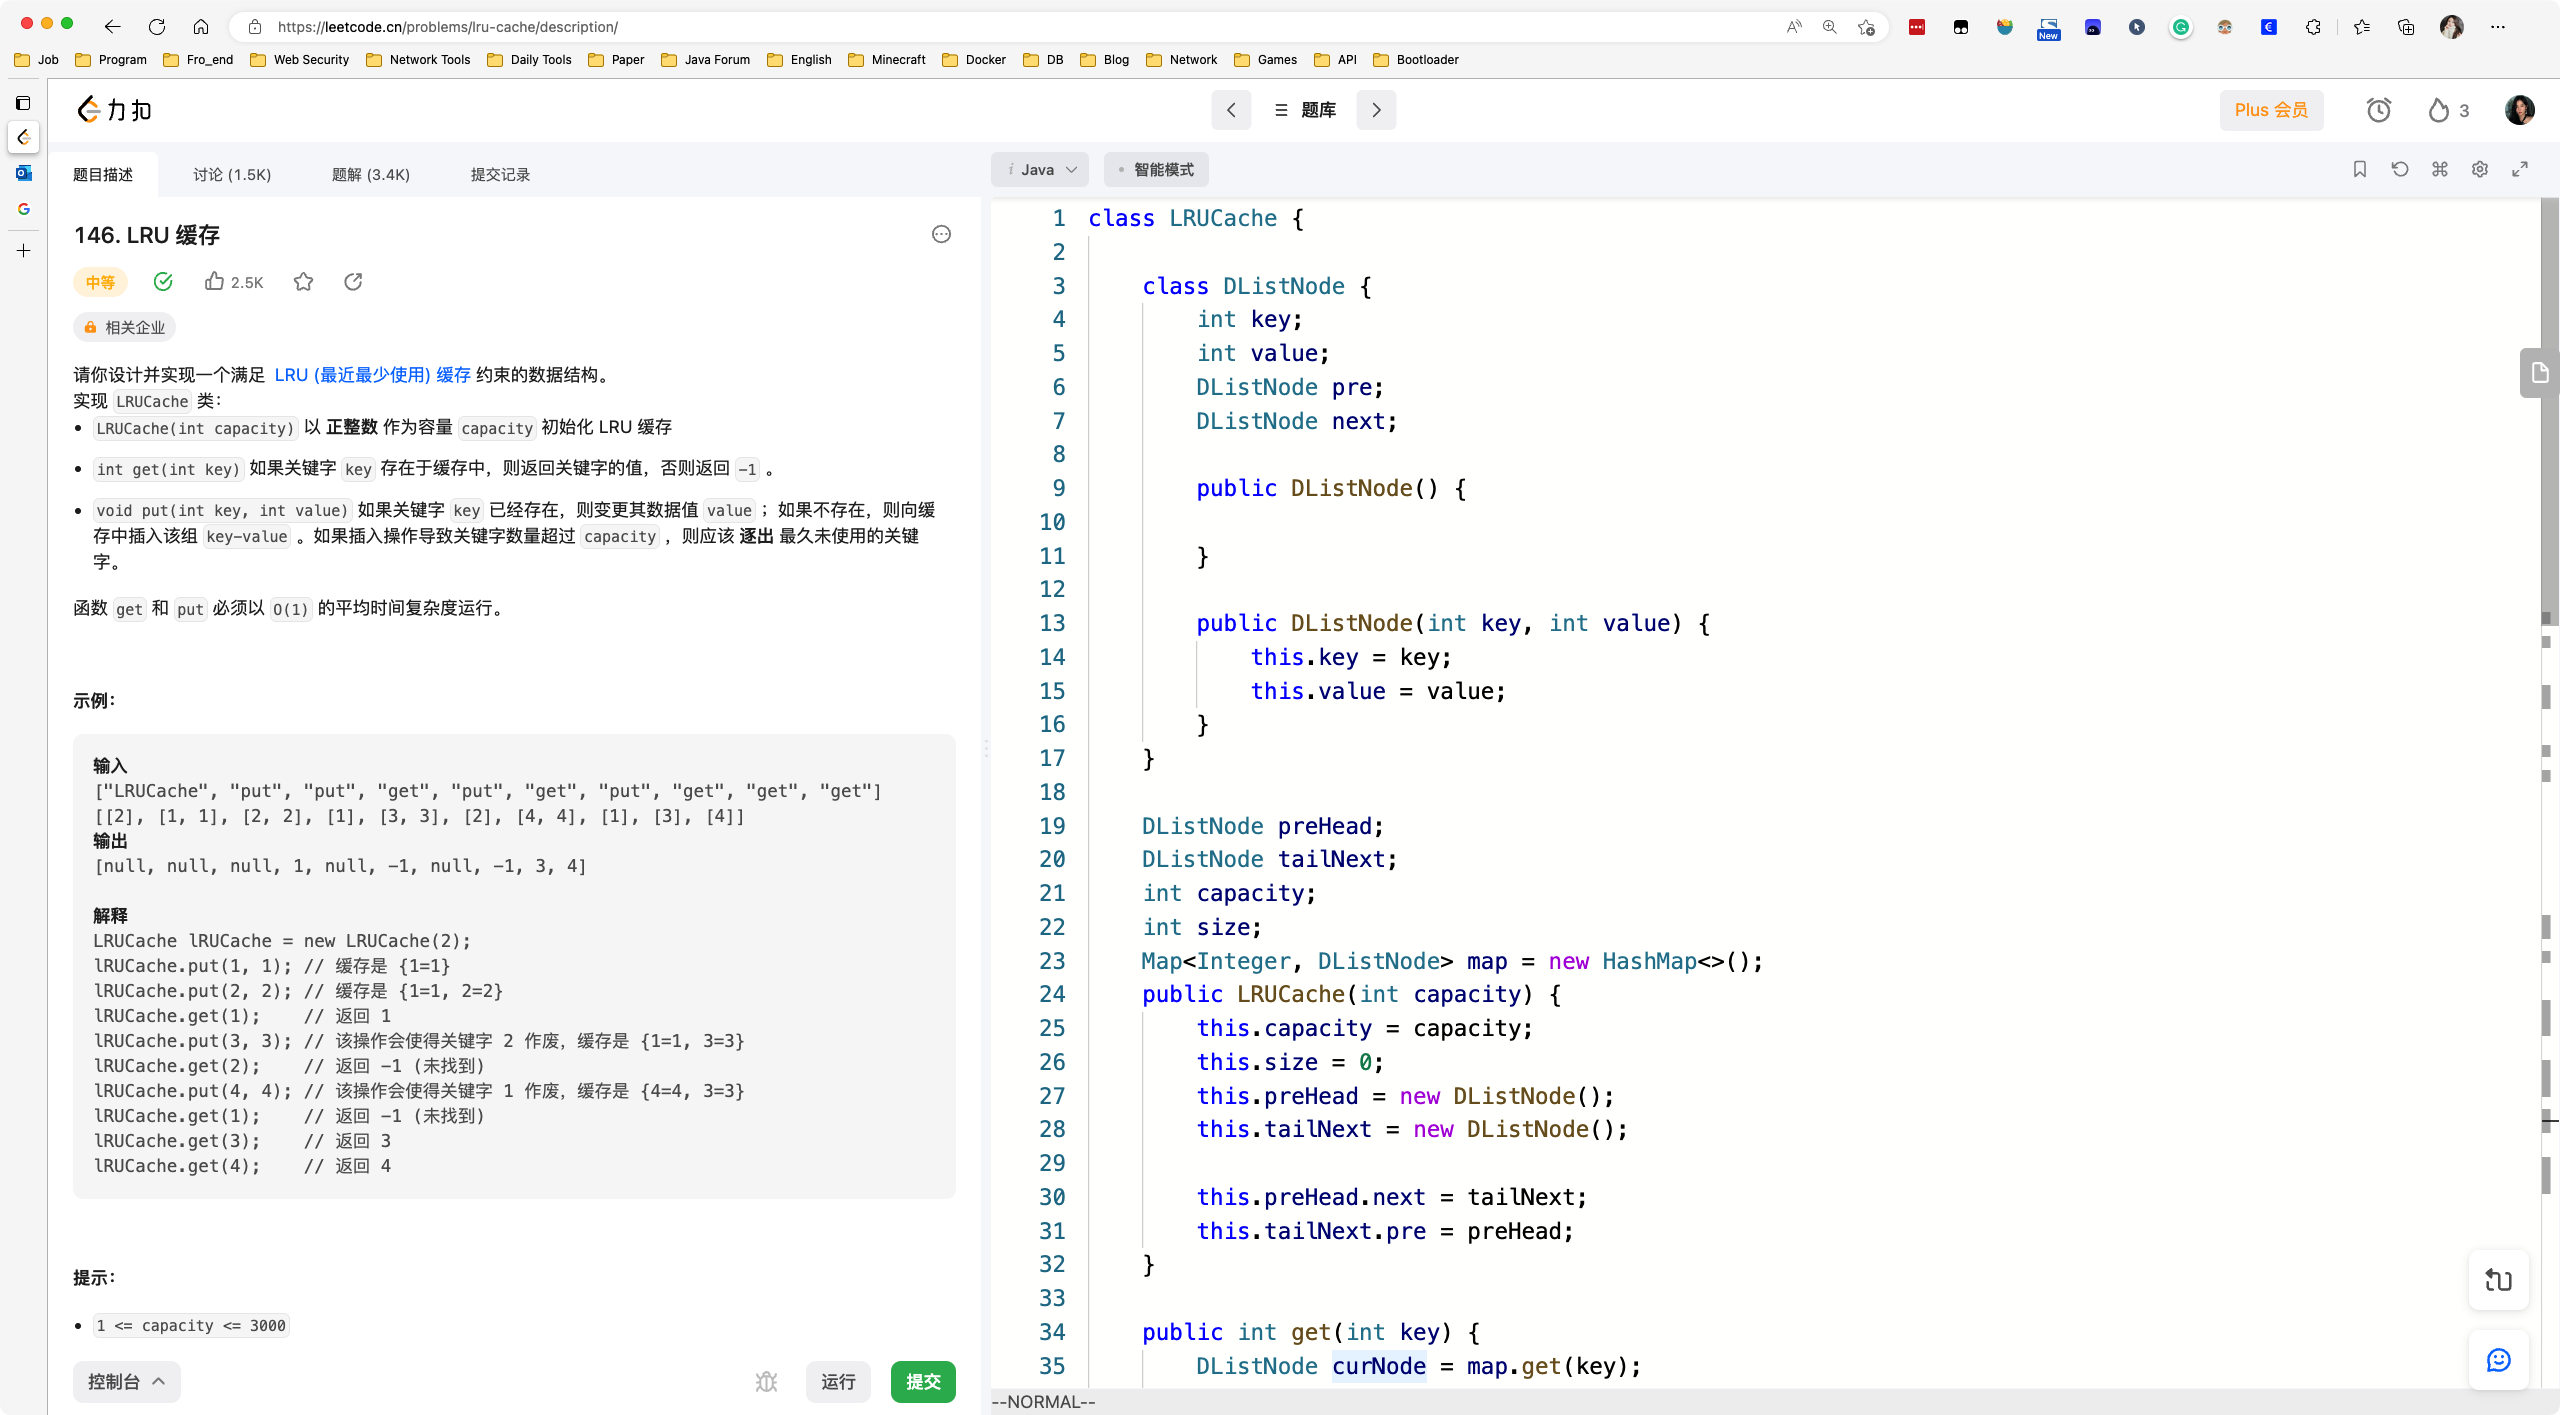 https://leetcode.cn/problems/lru-cache/description/
New
Job
Program
Fro_end
Web Security
Network Tools
Daily Tools
Paper
Java Forum
English
Minecraft
Docker
DB
Blog
Network
Games
API
Bootloader
力扣
题库
Plus 会员
3
题目描述
讨论 (1.5K)
题解 (3.4K)
提交记录
i Java
智能模式
146. LRU 缓存
中等
2.5K
相关企业
请你设计并实现一个满足 LRU (最近最少使用) 缓存 约束的数据结构。
实现 LRUCache 类：
• LRUCache(int capacity) 以 正整数 作为容量 capacity 初始化 LRU 缓存
• int get(int key) 如果关键字 key 存在于缓存中，则返回关键字的值，否则返回 -1 。
• void put(int key, int value) 如果关键字 key 已经存在，则变更其数据值 value ；如果不存在，则向缓
存中插入该组 key-value 。如果插入操作导致关键字数量超过 capacity ，则应该 逐出 最久未使用的关键
字。
函数 get 和 put 必须以 O(1) 的平均时间复杂度运行。
示例：
输入
["LRUCache", "put", "put", "get", "put", "get", "put", "get", "get", "get"]
[[2], [1, 1], [2, 2], [1], [3, 3], [2], [4, 4], [1], [3], [4]]
输出
[null, null, null, 1, null, -1, null, -1, 3, 4]
解释
LRUCache lRUCache = new LRUCache(2);
lRUCache.put(1, 1); // 缓存是 {1=1}
lRUCache.put(2, 2); // 缓存是 {1=1, 2=2}
lRUCache.get(1);    // 返回 1
lRUCache.put(3, 3); // 该操作会使得关键字 2 作废，缓存是 {1=1, 3=3}
lRUCache.get(2);    // 返回 -1 (未找到)
lRUCache.put(4, 4); // 该操作会使得关键字 1 作废，缓存是 {4=4, 3=3}
lRUCache.get(1);    // 返回 -1 (未找到)
lRUCache.get(3);    // 返回 3
lRUCache.get(4);    // 返回 4
提示：
• 1 <= capacity <= 3000
控制台
运行
提交
1 class LRUCache {
2
3     class DListNode {
4         int key;
5         int value;
6         DListNode pre;
7         DListNode next;
8
9         public DListNode() {
10
11         }
12
13         public DListNode(int key, int value) {
14             this.key = key;
15             this.value = value;
16         }
17     }
18
19     DListNode preHead;
20     DListNode tailNext;
21     int capacity;
22     int size;
23     Map<Integer, DListNode> map = new HashMap<>();
24     public LRUCache(int capacity) {
25         this.capacity = capacity;
26         this.size = 0;
27         this.preHead = new DListNode();
28         this.tailNext = new DListNode();
29
30         this.preHead.next = tailNext;
31         this.tailNext.pre = preHead;
32     }
33
34     public int get(int key) {
35         DListNode curNode = map.get(key);
--NORMAL--